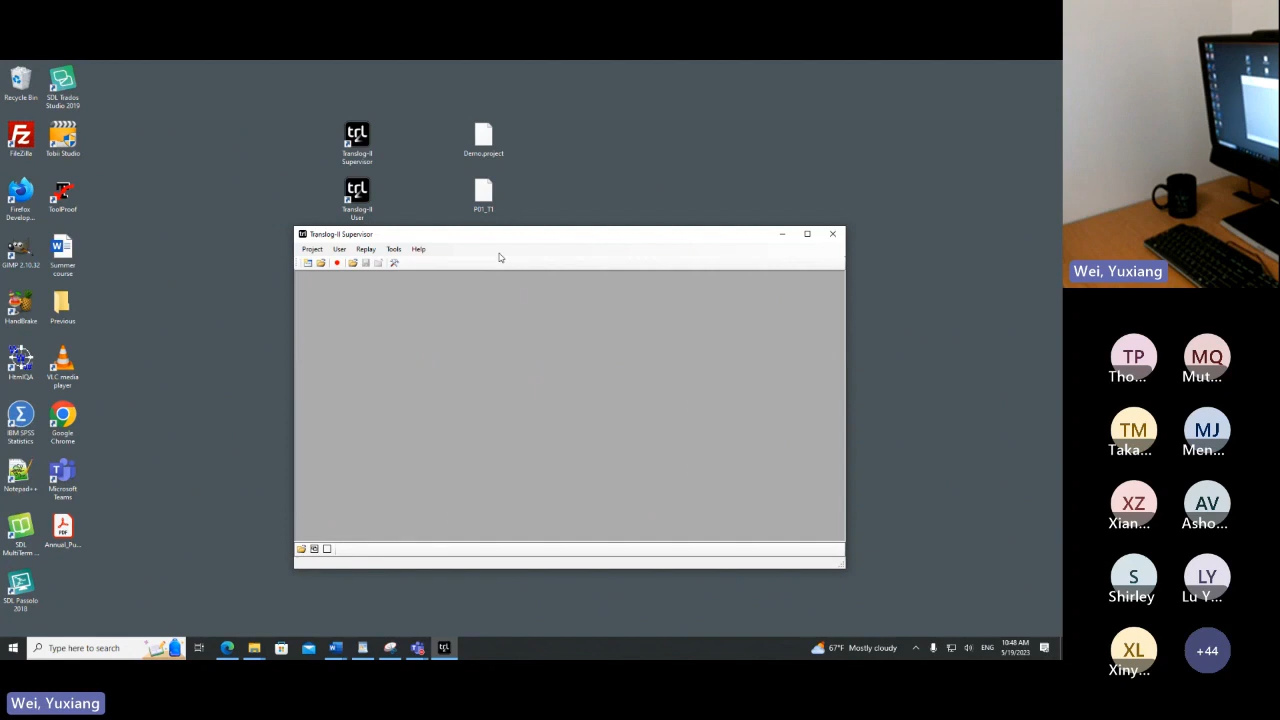 Recycle Bin
SDL Trados
Studio 2019
FileZilla
Tobii Studio
Firefox
Develop...
ToolProof
GIMP 2.10.32
Summer
course
HandBrake
Previous
HtmlQA
VLC media
player
IBM SPSS
Statistics
Google
Chrome
Notepad++
Microsoft
Teams
SDL
MultiTerm ...
Annual_Pu...
SDL Passolo
2018
trl
Translog-II
Supervisor
Demo.project
trl
Translog-II
User
P01_T1
trl Translog-II Supervisor
Project User Replay Tools Help
Type here to search
67°F Mostly cloudy
ENG
10:48 AM
5/19/2023
Wei, Yuxiang
Wei, Yuxiang
TP
Tho...
MQ
Mut...
TM
Taka...
MJ
Men...
XZ
Xian...
AV
Asho...
S
Shirley
LY
Lu Y...
XL
Xiny...
+44